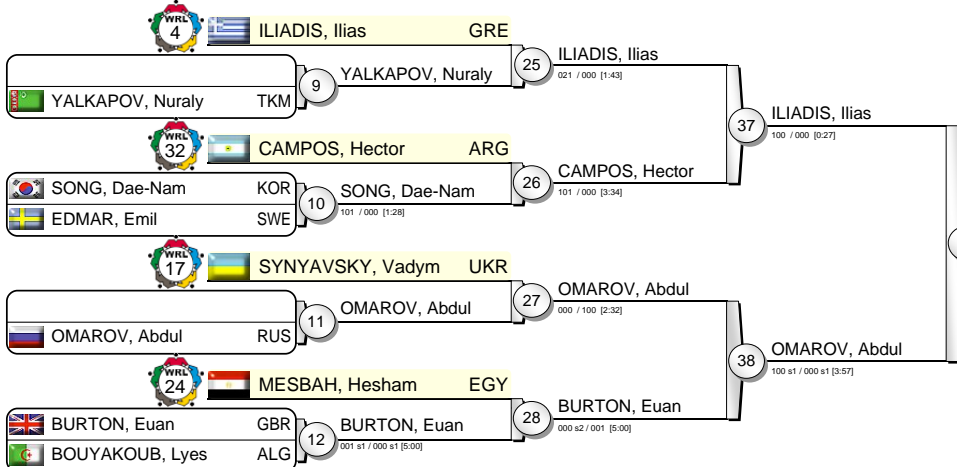 WRL 4 ILIADIS, Ilias GRE
YALKAPOV, Nuraly TKM
9 YALKAPOV, Nuraly
25 ILIADIS, Ilias
021 / 000 [1:43]
WRL 32 CAMPOS, Hector ARG
SONG, Dae-Nam KOR
EDMAR, Emil SWE
10 SONG, Dae-Nam
101 / 000 [1:28]
26 CAMPOS, Hector
101 / 000 [3:34]
37 ILIADIS, Ilias
100 / 000 [0:27]
WRL 17 SYNYAVSKY, Vadym UKR
OMAROV, Abdul RUS
11 OMAROV, Abdul
27 OMAROV, Abdul
000 / 100 [2:32]
WRL 24 MESBAH, Hesham EGY
BURTON, Euan GBR
BOUYAKOUB, Lyes ALG
12 BURTON, Euan
001 s1 / 000 s1 [5:00]
28 BURTON, Euan
000 s2 / 001 [5:00]
38 OMAROV, Abdul
100 s1 / 000 s1 [3:57]